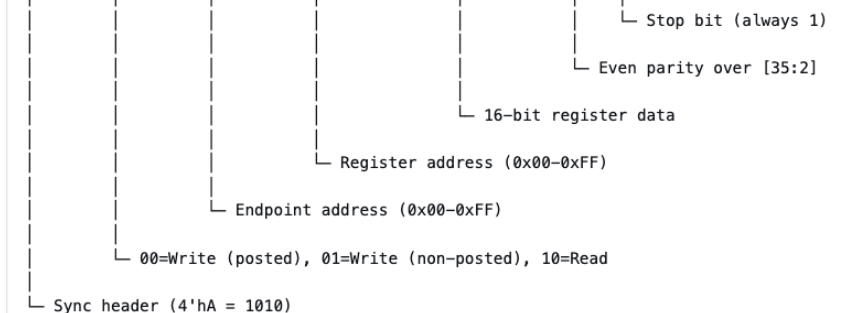 Stop bit (always 1)
Even parity over [35:2]
16-bit register data
Register address (0x00-0xFF)
Endpoint address (0x00-0xFF)
00=Write (posted), 01=Write (non-posted), 10=Read
Sync header (4'hA = 1010)